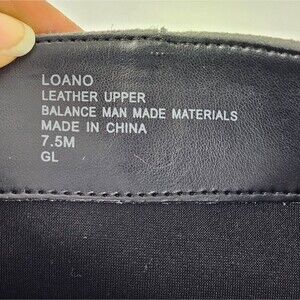 LOANO
LEATHER UPPER
BALANCE MAN MADE MATERIALS
MADE IN CHINA
7.5M
GL